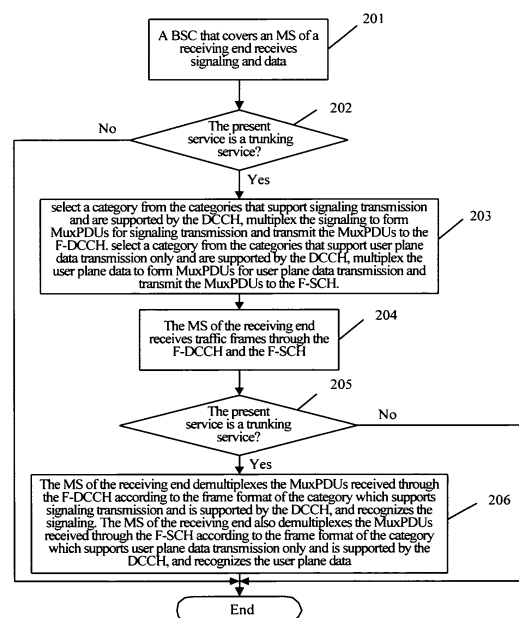 201
A BSC that covers an MS of a
receiving end receives
signaling and data
202
The present
service is a trunking
service?
No
Yes
select a category from the categories that support signaling transmission
and are supported by the DCCH, multiplex the signaling to form
MuxPDUs for signaling transmission and transmit the MuxPDUs to the
F-DCCH. select a category from the categories that support user plane
data transmission only and are supported by the DCCH, multiplex the
user plane data to form MuxPDUs for user plane data transmission and
transmit the MuxPDUs to the F-SCH.
203
204
The MS of the receiving end
receives traffic frames through
the F-DCCH and the F-SCH
205
The present
service is a trunking
service?
No
Yes
The MS of the receiving end demultiplexes the MuxPDUs received through
the F-DCCH according to the frame format of the category which supports
signaling transmission and is supported by the DCCH, and recognizes the
signaling. The MS of the receiving end also demultiplexes the MuxPDUs
received through the F-SCH according to the frame format of the category
which supports user plane data transmission only and is supported by the
DCCH, and recognizes the user plane data
206
End